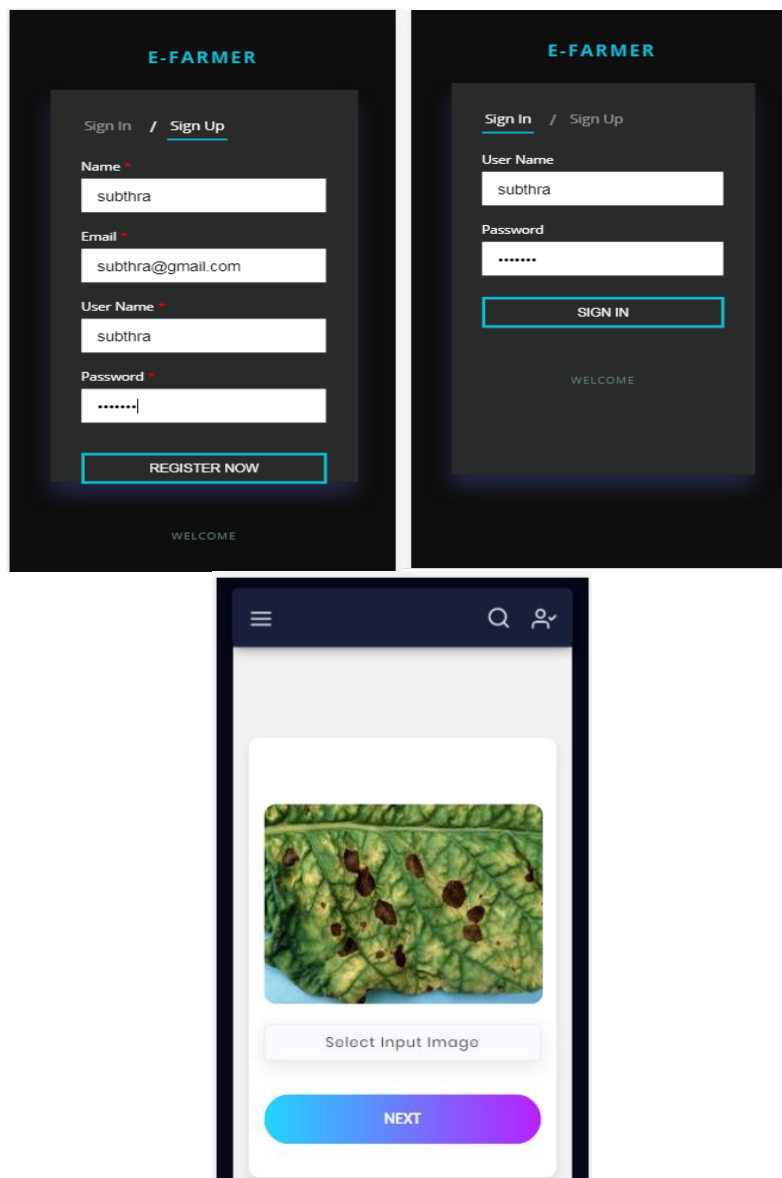 E-FARMER
Sign In / Sign Up
Name *
subthra
Email *
subthra@gmail.com
User Name *
subthra
Password *
•••••••
REGISTER NOW
WELCOME
E-FARMER
Sign In / Sign Up
User Name
subthra
Password
•••••••
SIGN IN
WELCOME
Select Input Image
NEXT